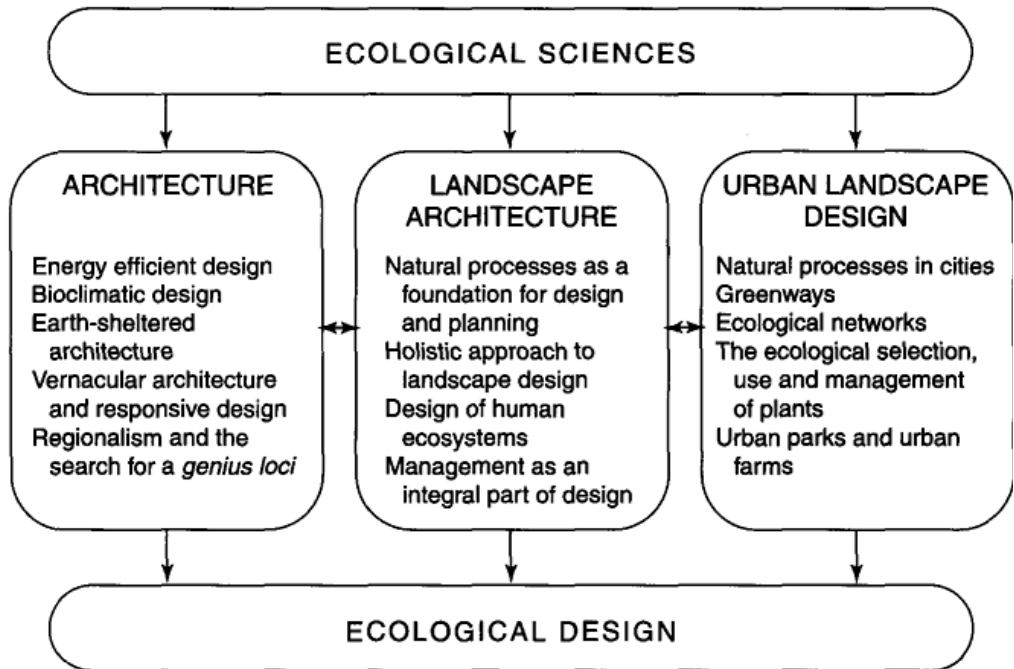 ECOLOGICAL SCIENCES
ARCHITECTURE
Energy efficient design
Bioclimatic design
Earth-sheltered
architecture
Vernacular architecture
and responsive design
Regionalism and the
search for a genius loci
LANDSCAPE
ARCHITECTURE
Natural processes as a
foundation for design
and planning
Holistic approach to
landscape design
Design of human
ecosystems
Management as an
integral part of design
URBAN LANDSCAPE
DESIGN
Natural processes in cities
Greenways
Ecological networks
The ecological selection,
use and management
of plants
Urban parks and urban
farms
ECOLOGICAL DESIGN